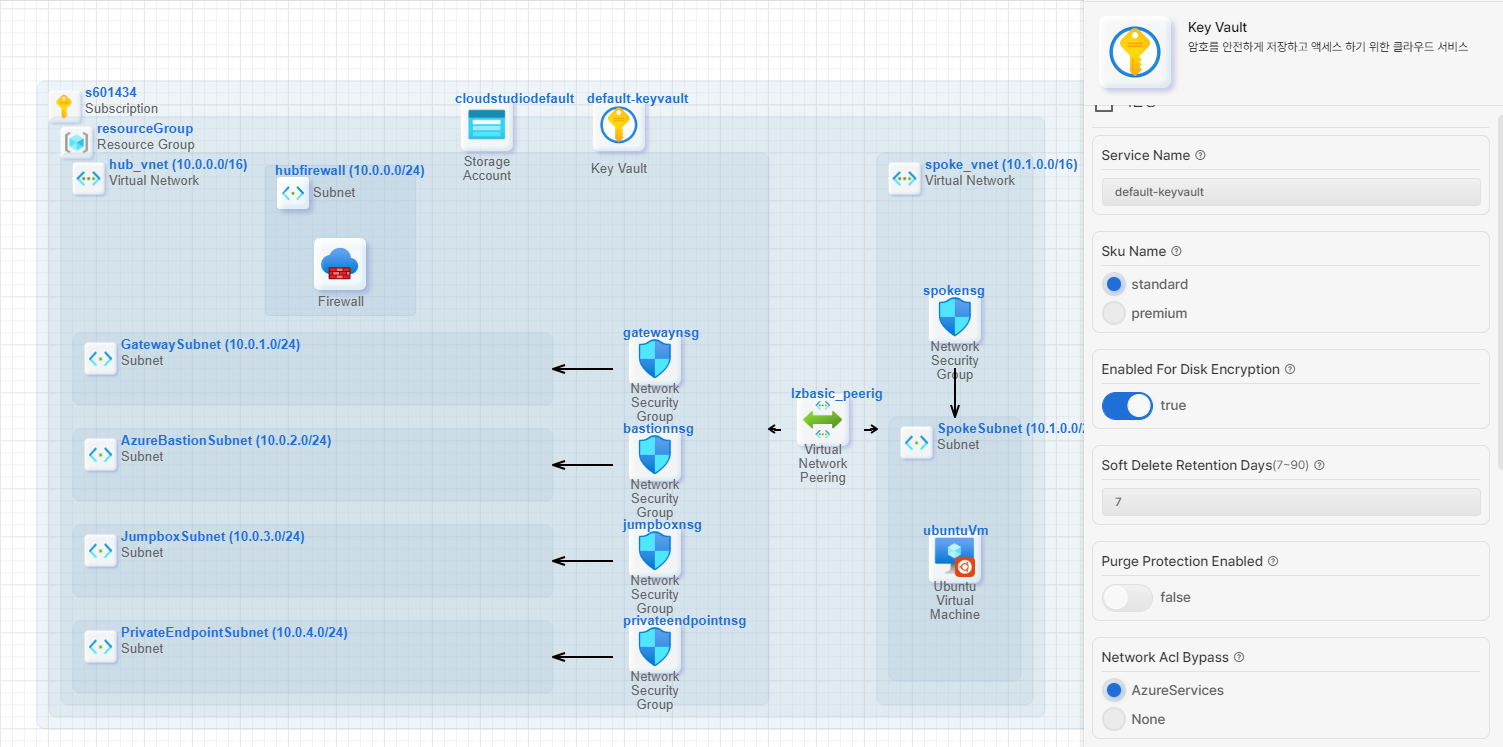 s601434
Subscription
resourceGroup
Resource Group
hub_vnet (10.0.0.0/16)
Virtual Network
hubfirewall (10.0.0.0/24)
Subnet
Firewall
cloudstudiodefault
Storage
Account
default-keyvault
Key Vault
GatewaySubnet (10.0.1.0/24)
Subnet
AzureBastionSubnet (10.0.2.0/24)
Subnet
JumpboxSubnet (10.0.3.0/24)
Subnet
PrivateEndpointSubnet (10.0.4.0/24)
Subnet
gatewaynsg
Network
Security
Group
bastionnsg
Network
Security
Group
jumpboxnsg
Network
Security
Group
privateendpointnsg
Network
Security
Group
lzbasic_peerig
Virtual
Network
Peering
spoke_vnet (10.1.0.0/16)
Virtual Network
spokensg
Network
Security
Group
SpokeSubnet (10.1.0.0/2
Subnet
ubuntuVm
Ubuntu
Virtual
Machine
Key Vault
암호를 안전하게 저장하고 액세스 하기 위한 클라우드 서비스
Service Name
default-keyvault
Sku Name
standard
premium
Enabled For Disk Encryption
true
Soft Delete Retention Days(7~90)
7
Purge Protection Enabled
false
Network Acl Bypass
AzureServices
None